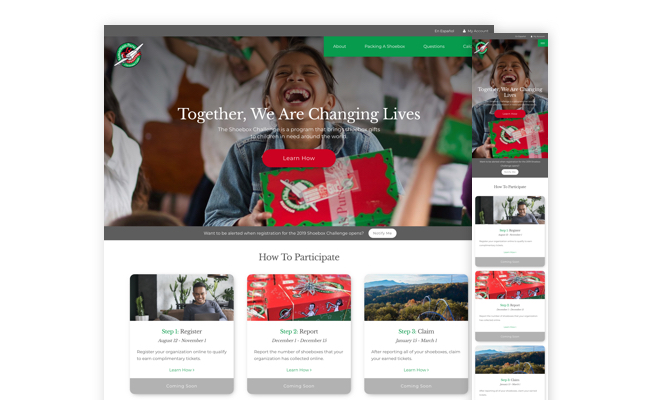 En Español
My Account
About
Packing A Shoebox
Questions
Together, We Are Changing Lives
The Shoebox Challenge is a program that brings shoebox gifts
to children in need around the world.
Learn How
Want to be alerted when registration for the 2019 Shoebox Challenge opens?
Notify Me
How To Participate
Step 1: Register
August 12 - November 1
Register your organization online to qualify
to earn complimentary tickets.
Learn How
Coming Soon
Step 2: Report
December 1 - December 15
Report the number of shoeboxes that your
organization has collected online.
Learn How
Coming Soon
Step 3: Claim
January 15 - March 1
After reporting all of your shoeboxes, claim
your earned tickets.
Learn How
Coming Soon
Together, We Are Changing
Lives
Learn How
How To Participate
Step 1: Register
Step 2: Report
Step 3: Claim